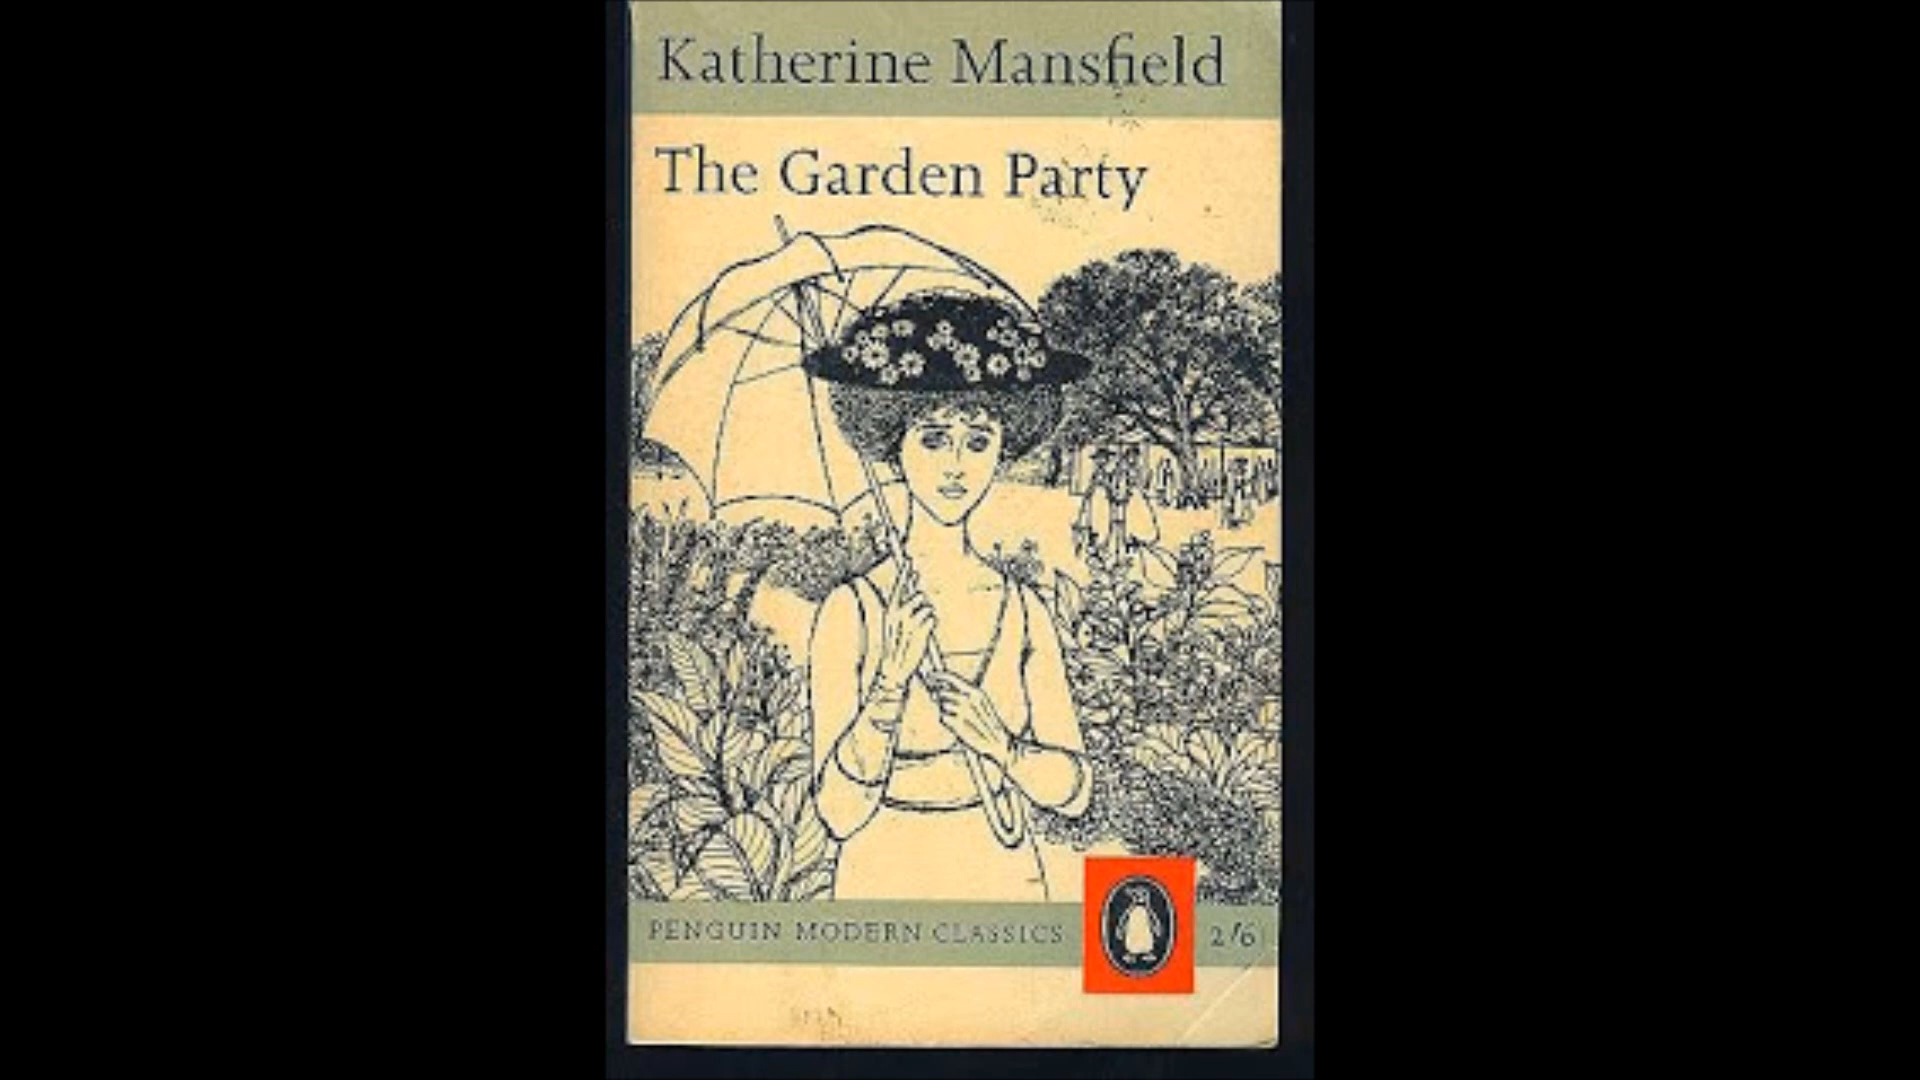 Katherine Mansfield
The Garden Party
PENGUIN MODERN CLASSICS
2/6